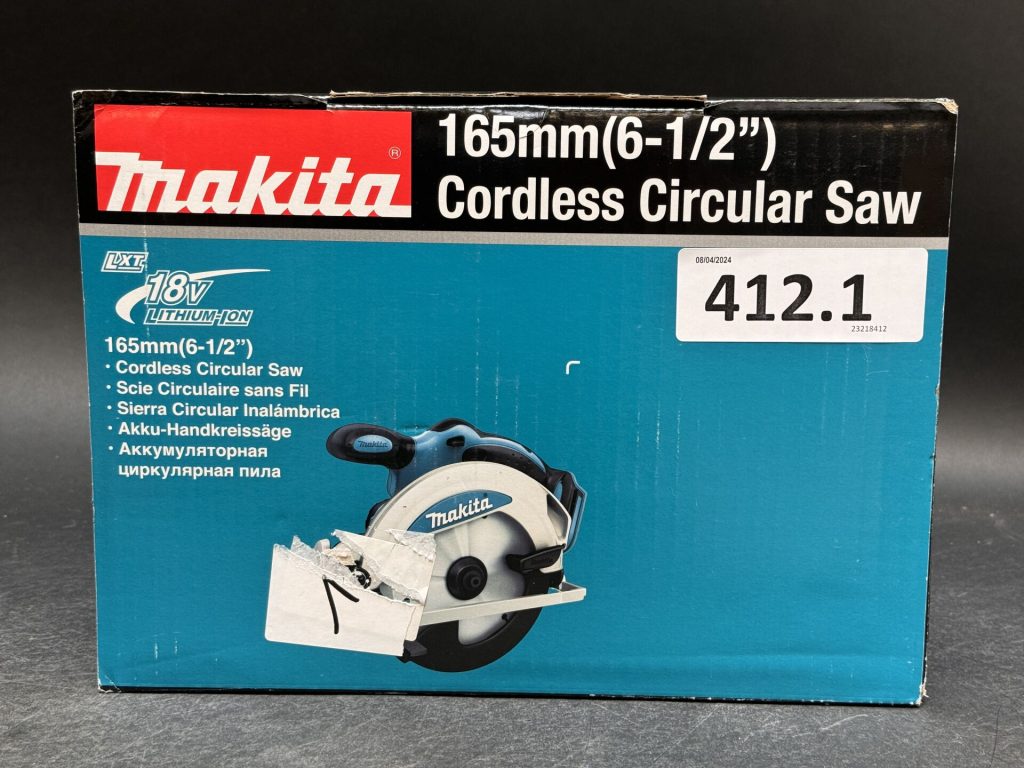 makita®
165mm(6-1/2”)
Cordless Circular Saw
LXT
18V
LITHIUM-ION
08/04/2024
412.1
23218412
165mm(6-1/2”)
· Cordless Circular Saw
· Scie Circulaire sans Fil
· Sierra Circular Inalámbrica
· Akku-Handkreissäge
· Аккумуляторная
циркулярная пила
makita
makita